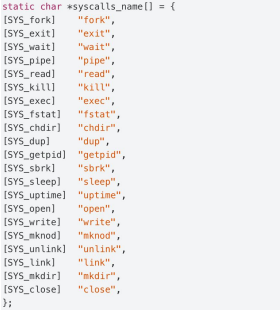 static char *syscalls_name[] = {
[SYS_fork]    "fork",
[SYS_exit]    "exit",
[SYS_wait]    "wait",
[SYS_pipe]    "pipe",
[SYS_read]    "read",
[SYS_kill]    "kill",
[SYS_exec]    "exec",
[SYS_fstat]   "fstat",
[SYS_chdir]   "chdir",
[SYS_dup]     "dup",
[SYS_getpid]  "getpid",
[SYS_sbrk]    "sbrk",
[SYS_sleep]   "sleep",
[SYS_uptime]  "uptime",
[SYS_open]    "open",
[SYS_write]   "write",
[SYS_mknod]   "mknod",
[SYS_unlink]  "unlink",
[SYS_link]    "link",
[SYS_mkdir]   "mkdir",
[SYS_close]   "close",
};